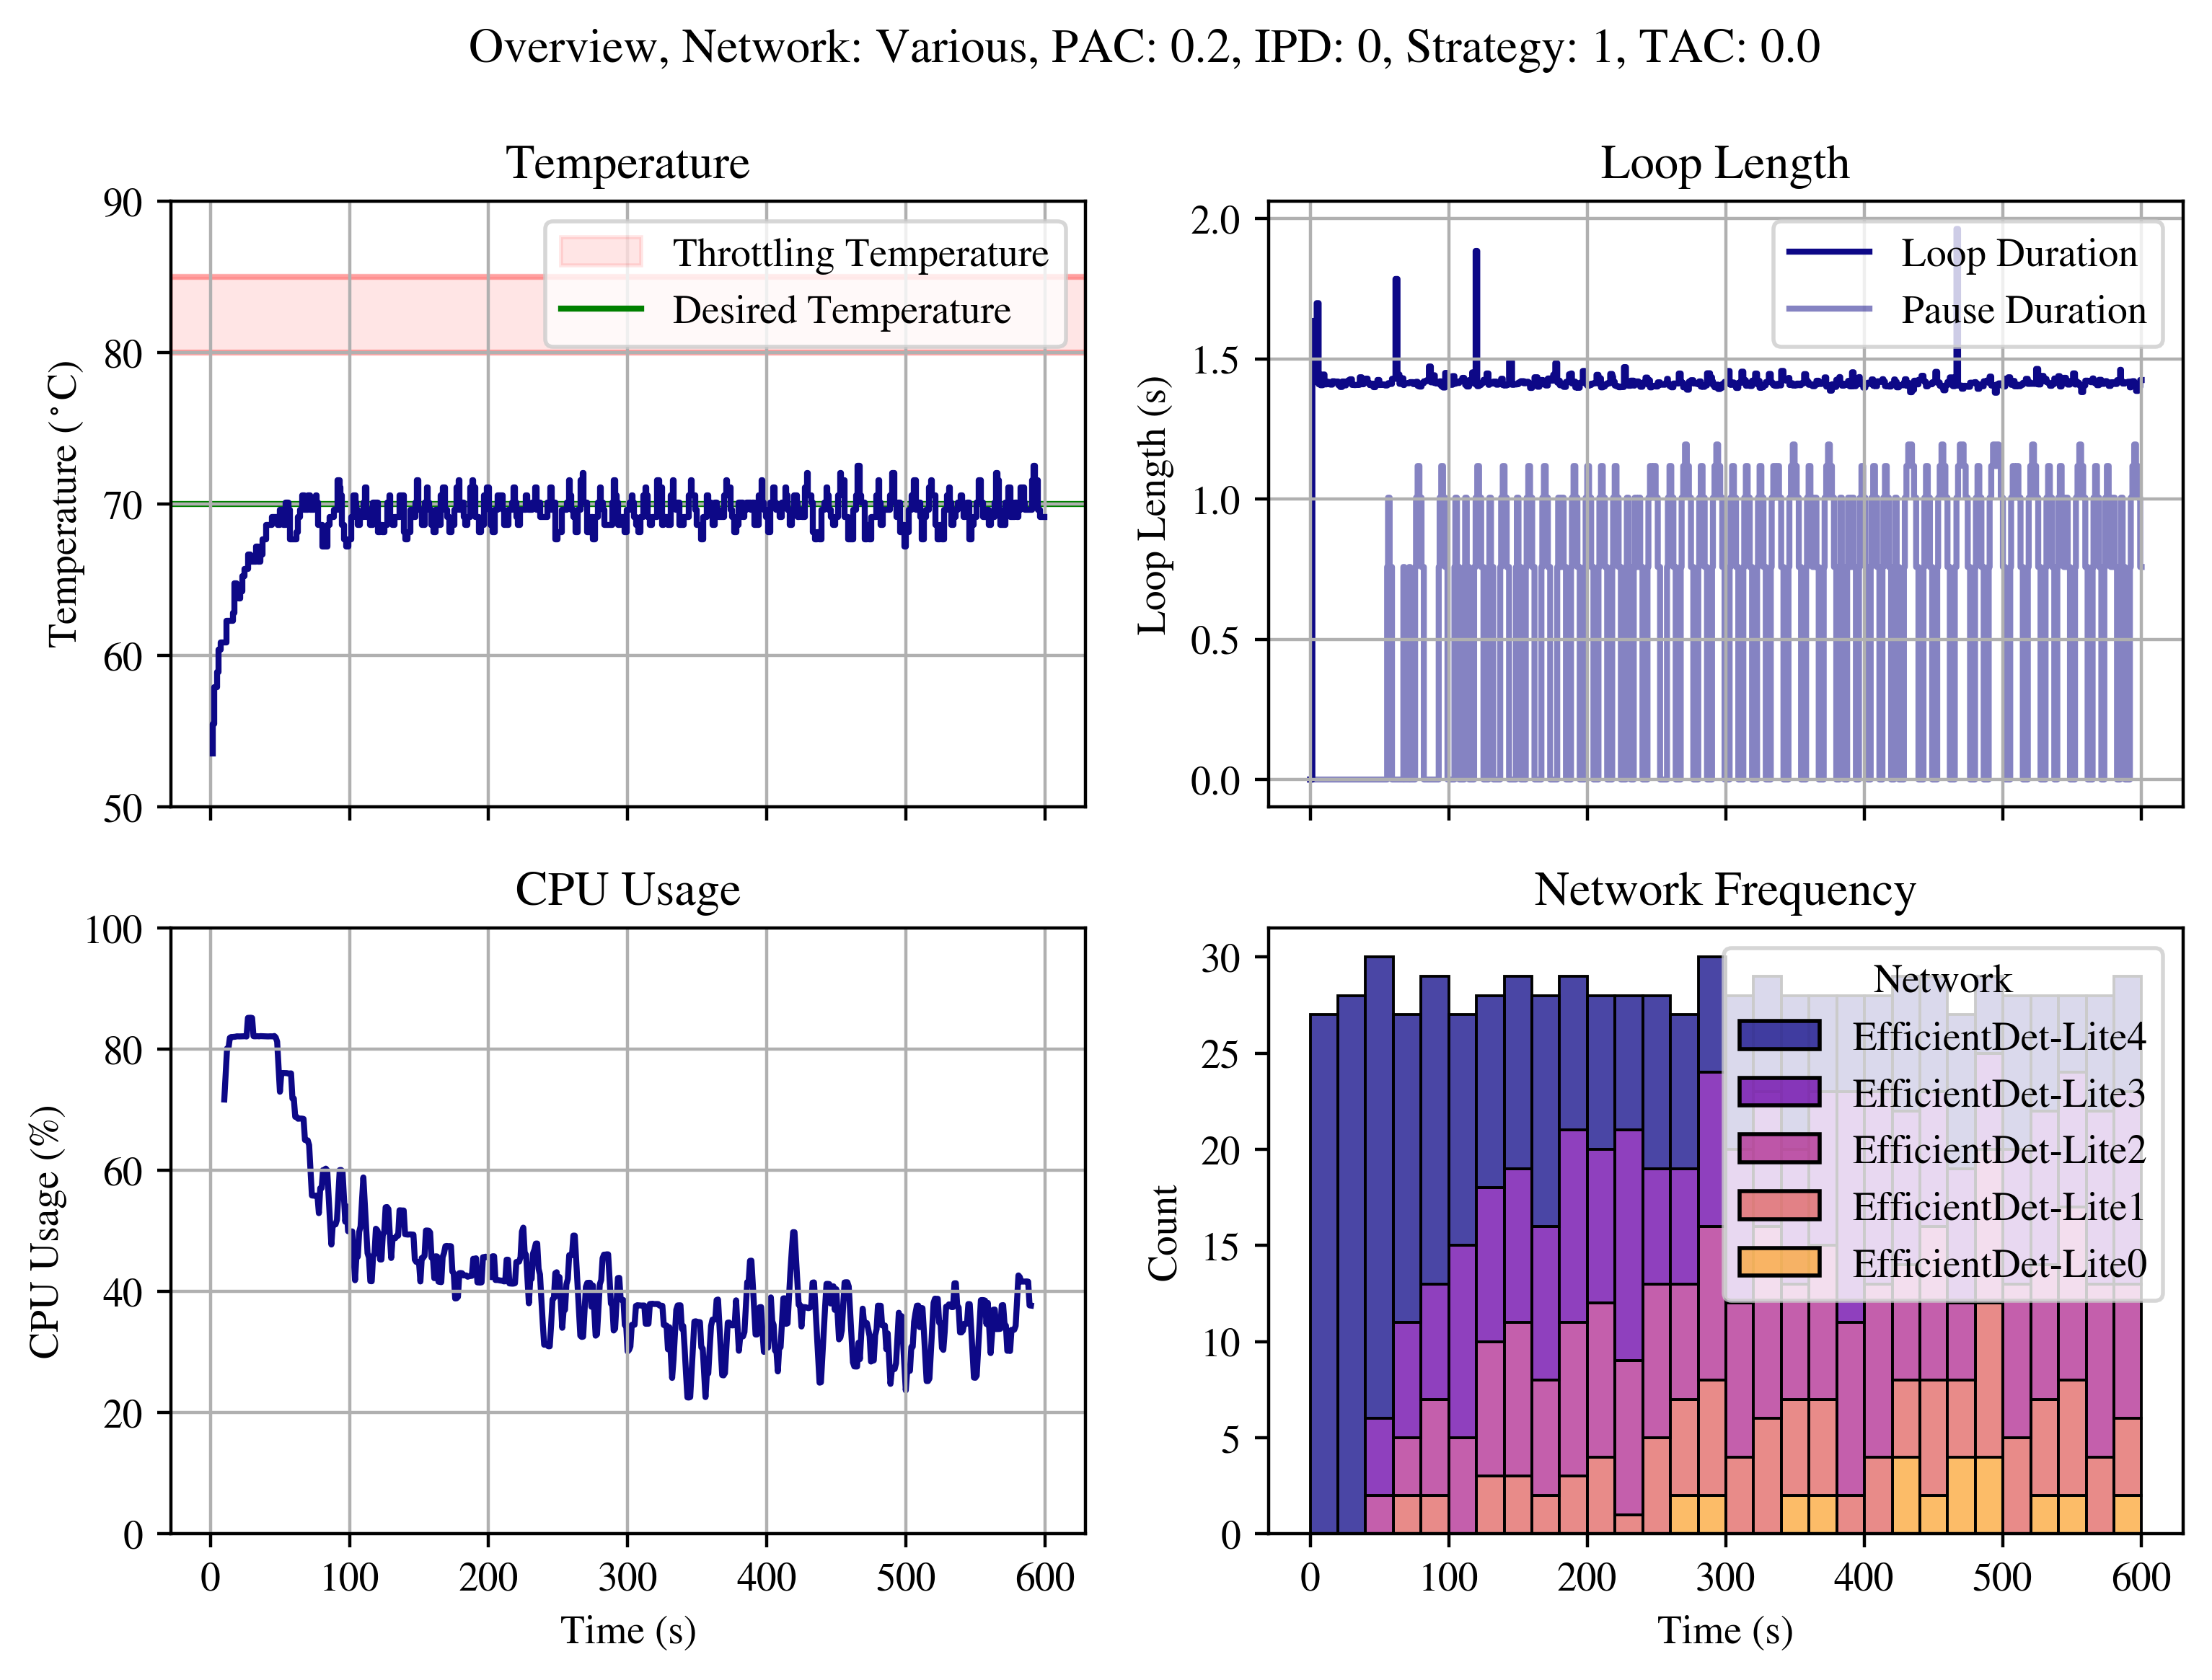 Overview, Network: Various, PAC: 0.2, IPD: 0, Strategy: 1, TAC: 0.0
Temperature
90
80
70
60
50
Temperature (°C)
Throttling Temperature
Desired Temperature
Loop Length
2.0
1.5
1.0
0.5
0.0
Loop Length (s)
Loop Duration
Pause Duration
CPU Usage
100
80
60
40
20
0
CPU Usage (%)
0 100 200 300 400 500 600
Time (s)
Network Frequency
30
25
20
15
10
5
0
Count
Network
EfficientDet-Lite4
EfficientDet-Lite3
EfficientDet-Lite2
EfficientDet-Lite1
EfficientDet-Lite0
0 100 200 300 400 500 600
Time (s)